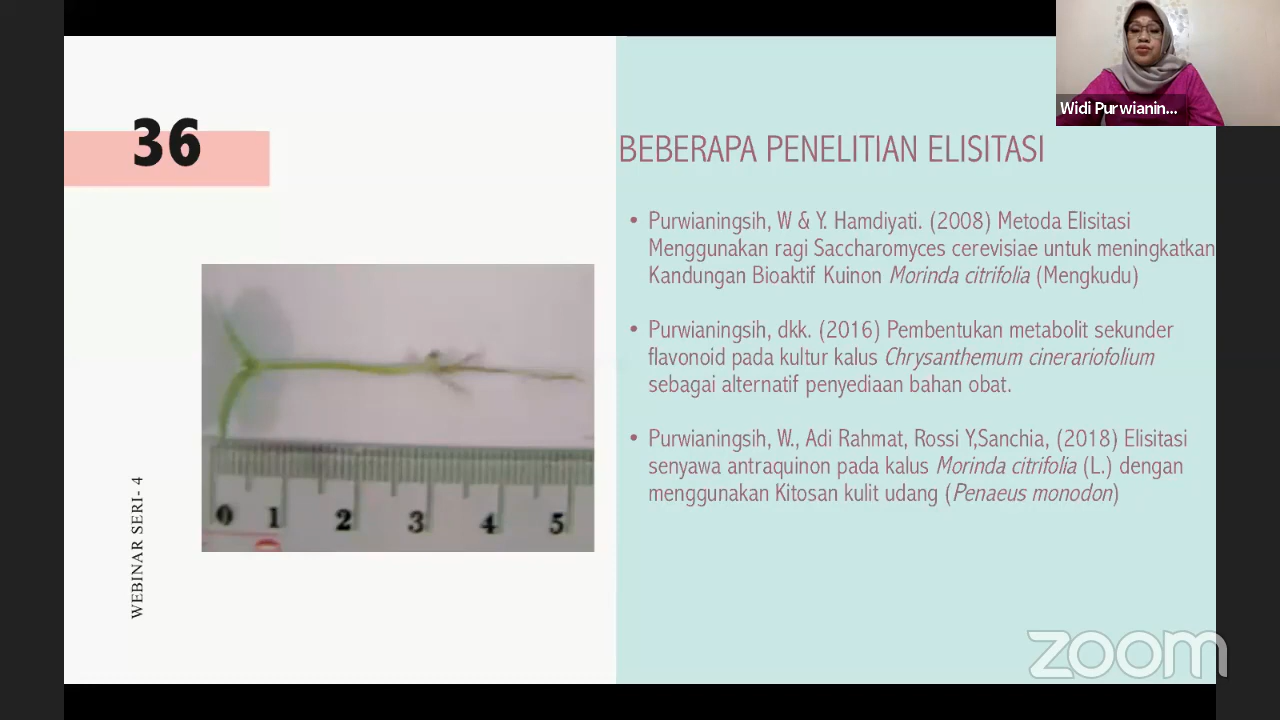 Widi Purwianin...
36
BEBERAPA PENELITIAN ELISITASI
• Purwianingsih, W & Y. Hamdiyati. (2008) Metoda Elisitasi
Menggunakan ragi Saccharomyces cerevisiae untuk meningkatkan
Kandungan Bioaktif Kuinon Morinda citrifolia (Mengkudu)
• Purwianingsih, dkk. (2016) Pembentukan metabolit sekunder
flavonoid pada kultur kalus Chrysanthemum cinerariofolium
sebagai alternatif penyediaan bahan obat.
• Purwianingsih, W., Adi Rahmat, Rossi Y,Sanchia, (2018) Elisitasi
senyawa antraquinon pada kalus Morinda citrifolia (L.) dengan
menggunakan Kitosan kulit udang (Penaeus monodon)
0 1 2 3 4 5
WEBINAR SERI- 4
zoom